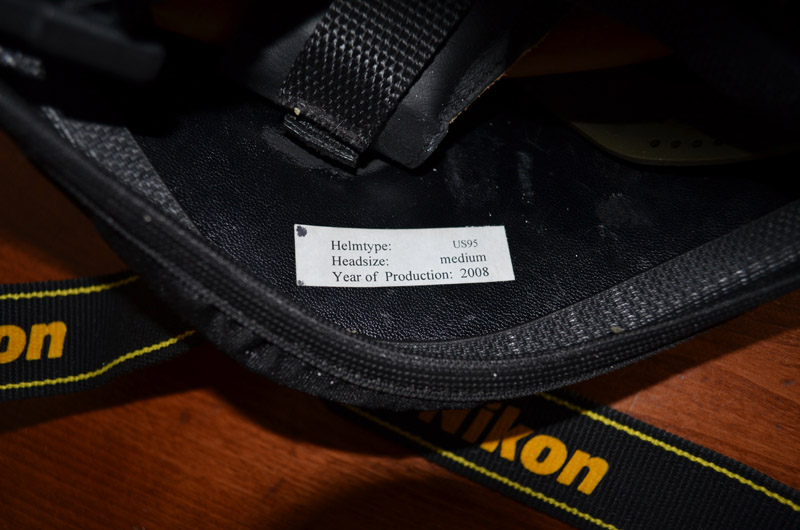 Helmtype: US95
Headsize: medium
Year of Production: 2008
on
Nikon